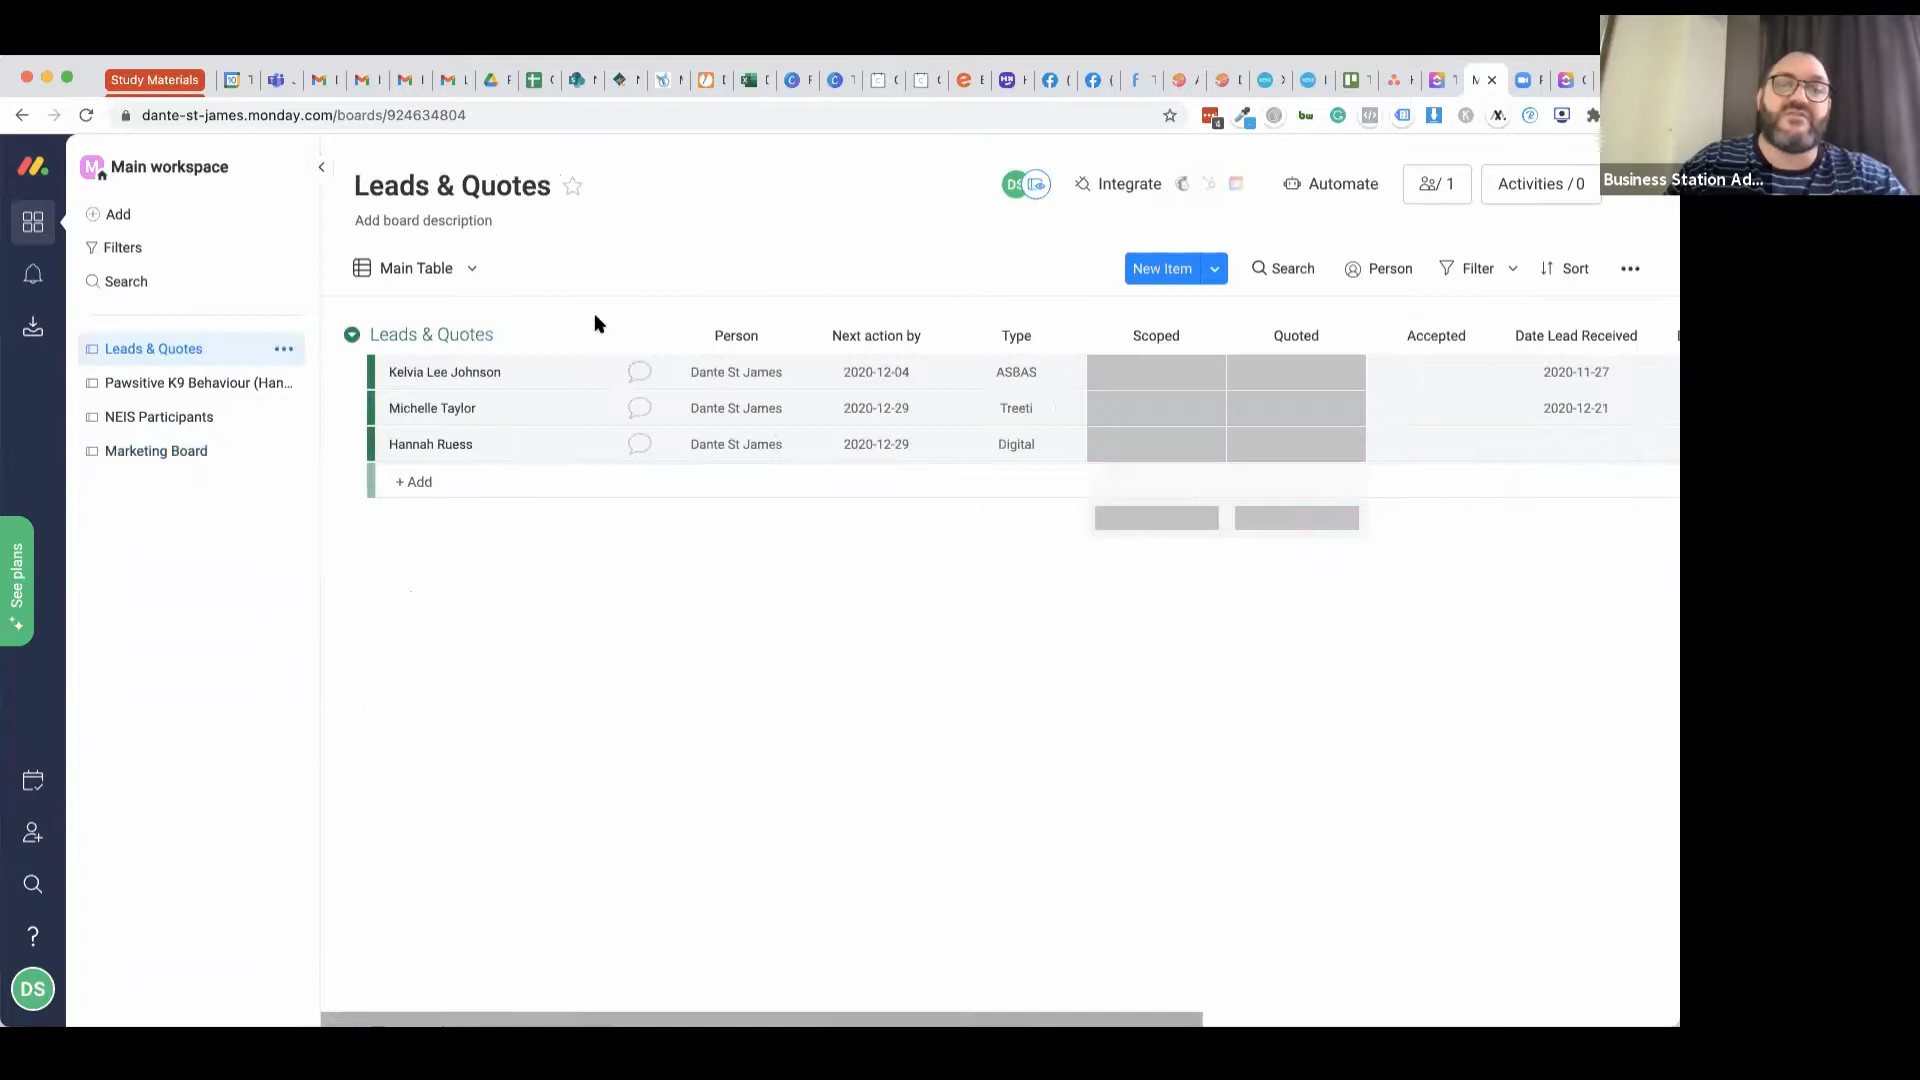 Study Materials
dante-st-james.monday.com/boards/924634804
Business Station Ad...
M
Main workspace
Add
Filters
Search
Leads & Quotes
Pawsitive K9 Behaviour (Han...
NEIS Participants
Marketing Board
See plans
DS
Leads & Quotes
Add board description
DS
Integrate
Automate
/ 1
Activities / 0
Main Table
New Item
Search
Person
Filter
Sort
Leads & Quotes Person Next action by Type Scoped Quoted Accepted Date Lead Received
Kelvia Lee Johnson Dante St James 2020-12-04 ASBAS 2020-11-27
Michelle Taylor Dante St James 2020-12-29 Treeti 2020-12-21
Hannah Ruess Dante St James 2020-12-29 Digital
+ Add